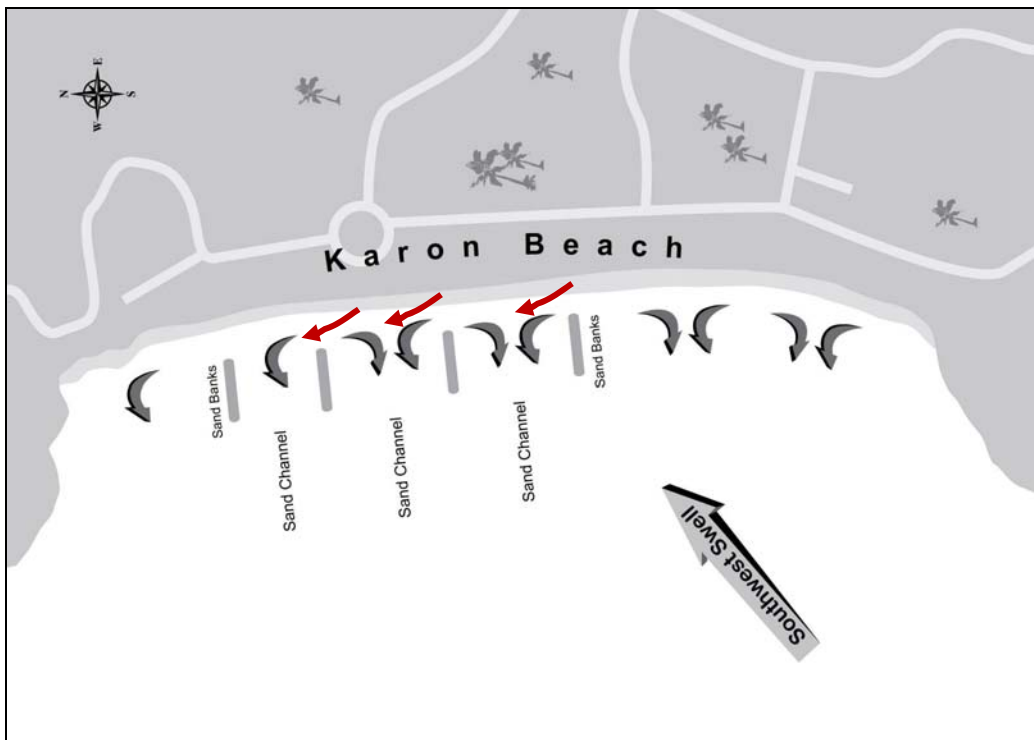 E
N
S
W
Karon Beach
Sand Banks
Sand Banks
Sand Channel
Sand Channel
Sand Channel
Southwest Swell